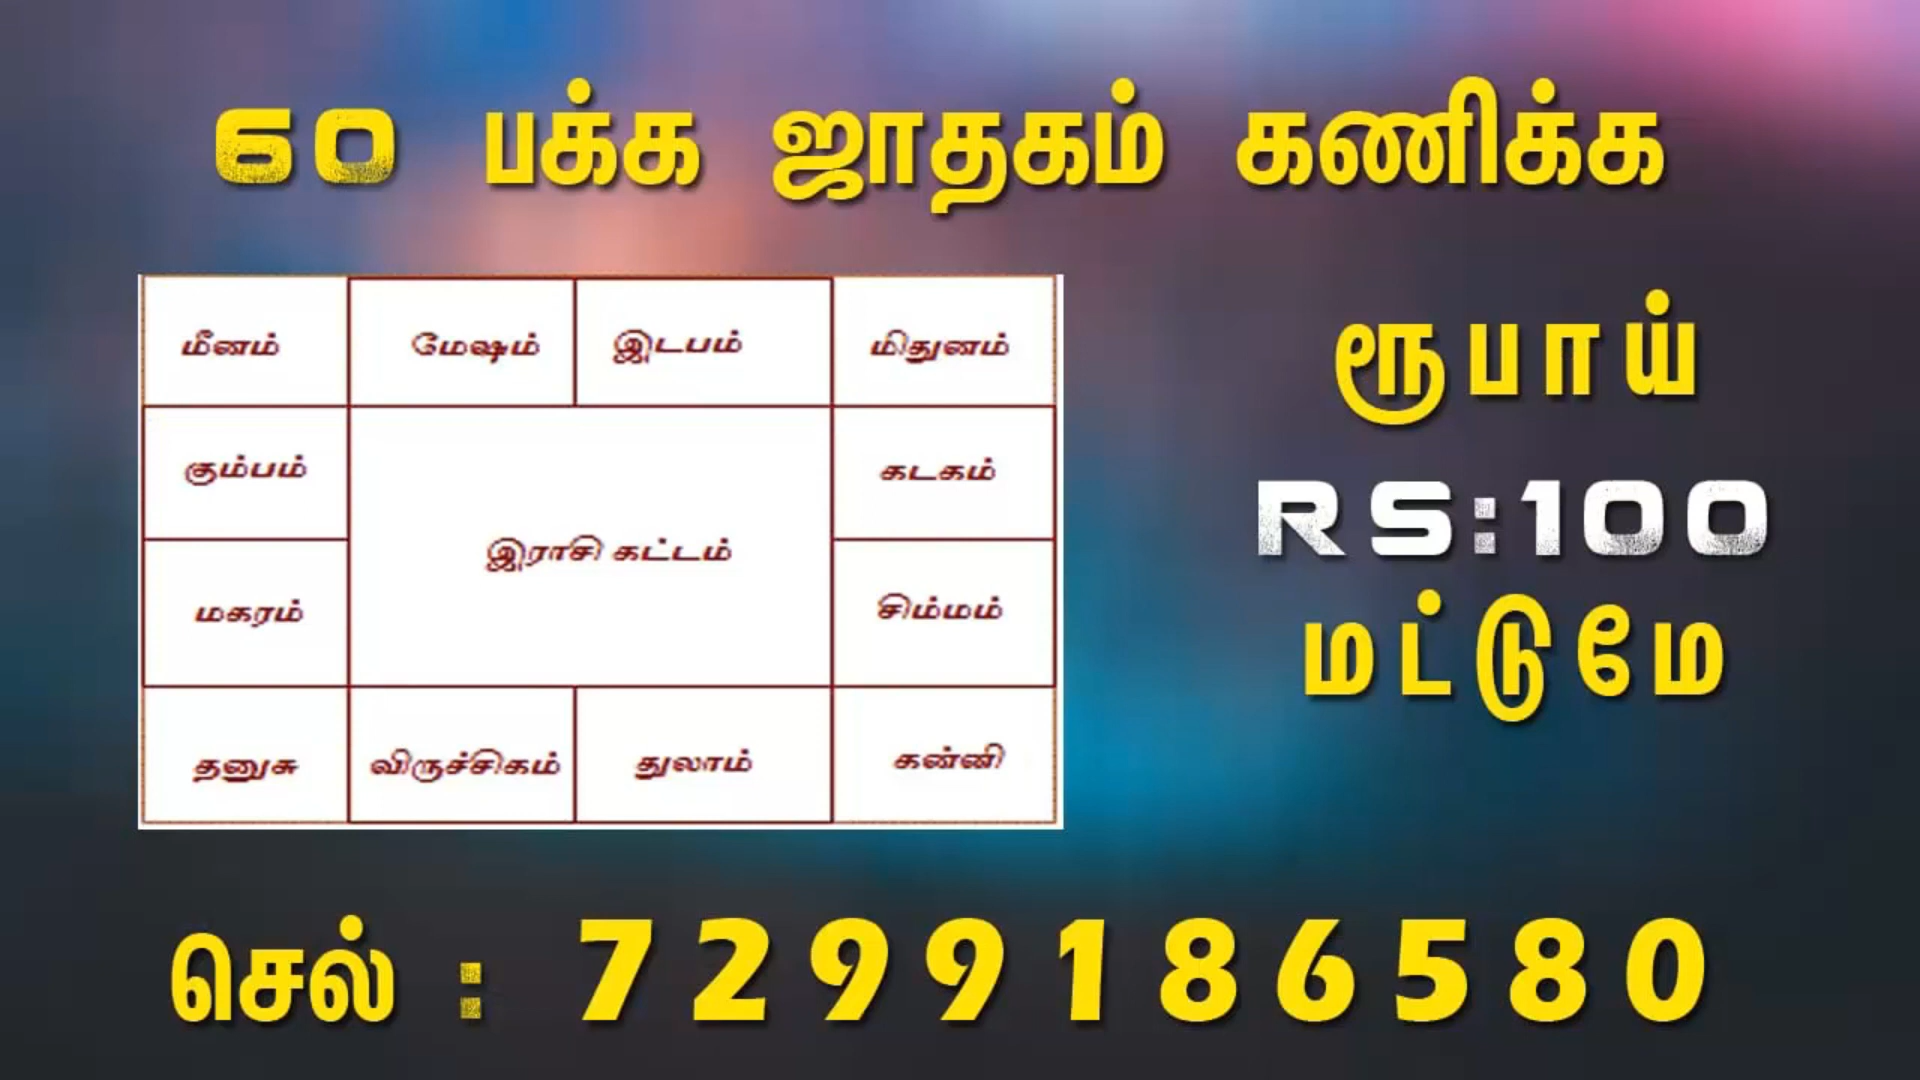 60 பக்க ஜாதகம் கணிக்க
மீனம் மேஷம் இடபம் மிதுனம்
கும்பம் கடகம்
இராசி கட்டம்
மகரம் சிம்மம்
தனுசு விருச்சிகம் துலாம் கன்னி
ரூபாய்
RS:100
மட்டுமே
செல் : 7299186580